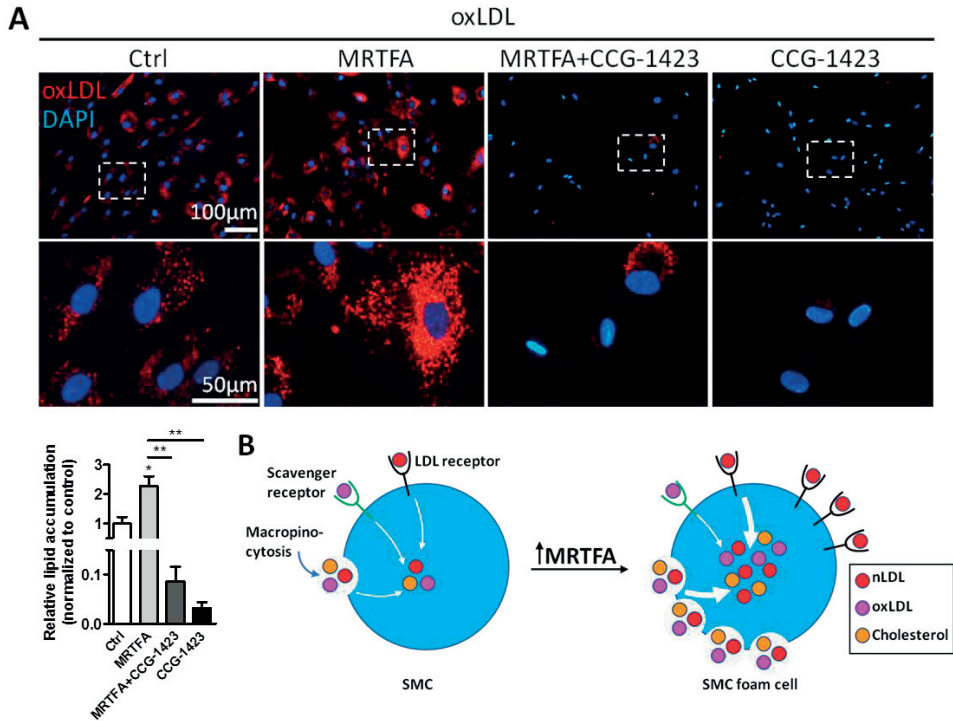 A
oxLDL
Ctrl
MRTFA
MRTFA+CCG-1423
CCG-1423
oxLDL
DAPI
100µm
50µm
Relative lipid accumulation
(normalized to control)
3
2
1
0.1
0.0
*
**
**
Ctrl
MRTFA
MRTFA+CCG-1423
CCG-1423
B
Scavenger
receptor
LDL receptor
Macropino-
cytosis
SMC
↑MRTFA
SMC foam cell
nLDL
oxLDL
Cholesterol